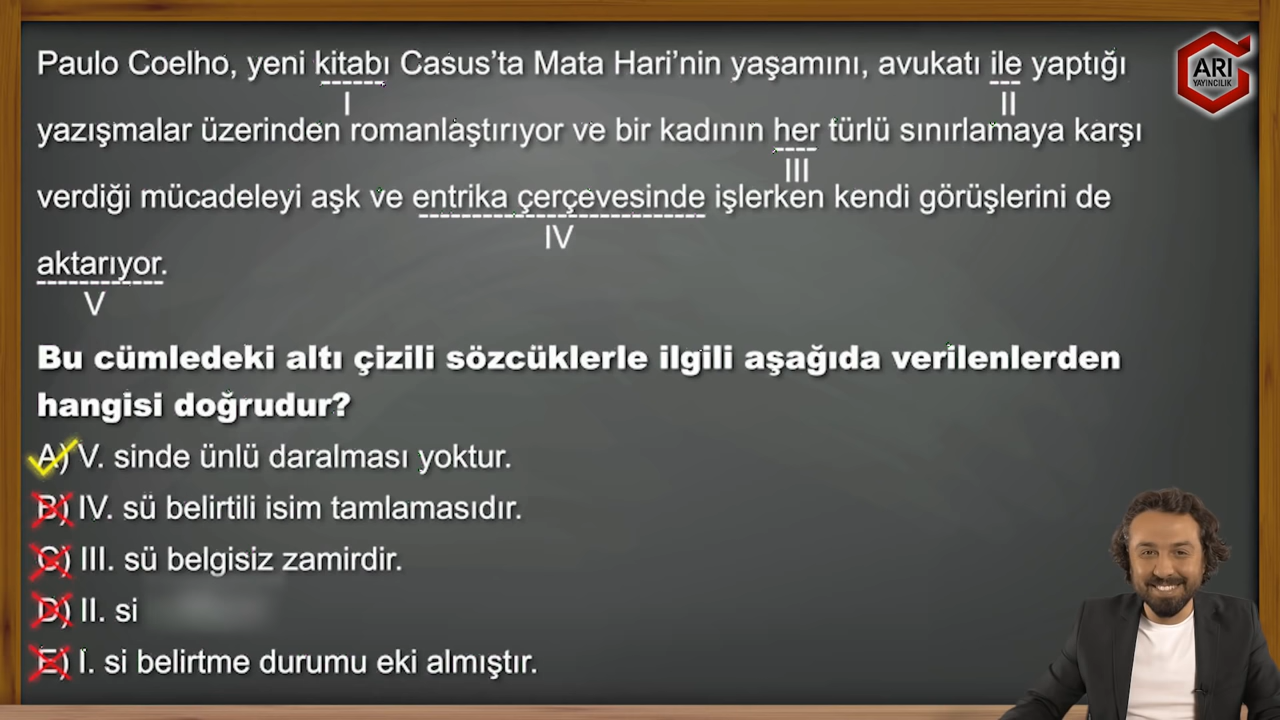 Paulo Coelho, yeni kitabı Casus’ta Mata Hari’nin yaşamını, avukatı ile yaptığı
I II
yazışmalar üzerinden romanlaştırıyor ve bir kadının her türlü sınırlamaya karşı
III
verdiği mücadeleyi aşk ve entrika çerçevesinde işlerken kendi görüşlerini de
IV
aktarıyor.
V
Bu cümledeki altı çizili sözcüklerle ilgili aşağıda verilenlerden
hangisi doğrudur?
A) V. sinde ünlü daralması yoktur.
B) IV. sü belirtili isim tamlamasıdır.
C) III. sü belgisiz zamirdir.
D) II. si
E) I. si belirtme durumu eki almıştır.
ARI
YAYINCILIK